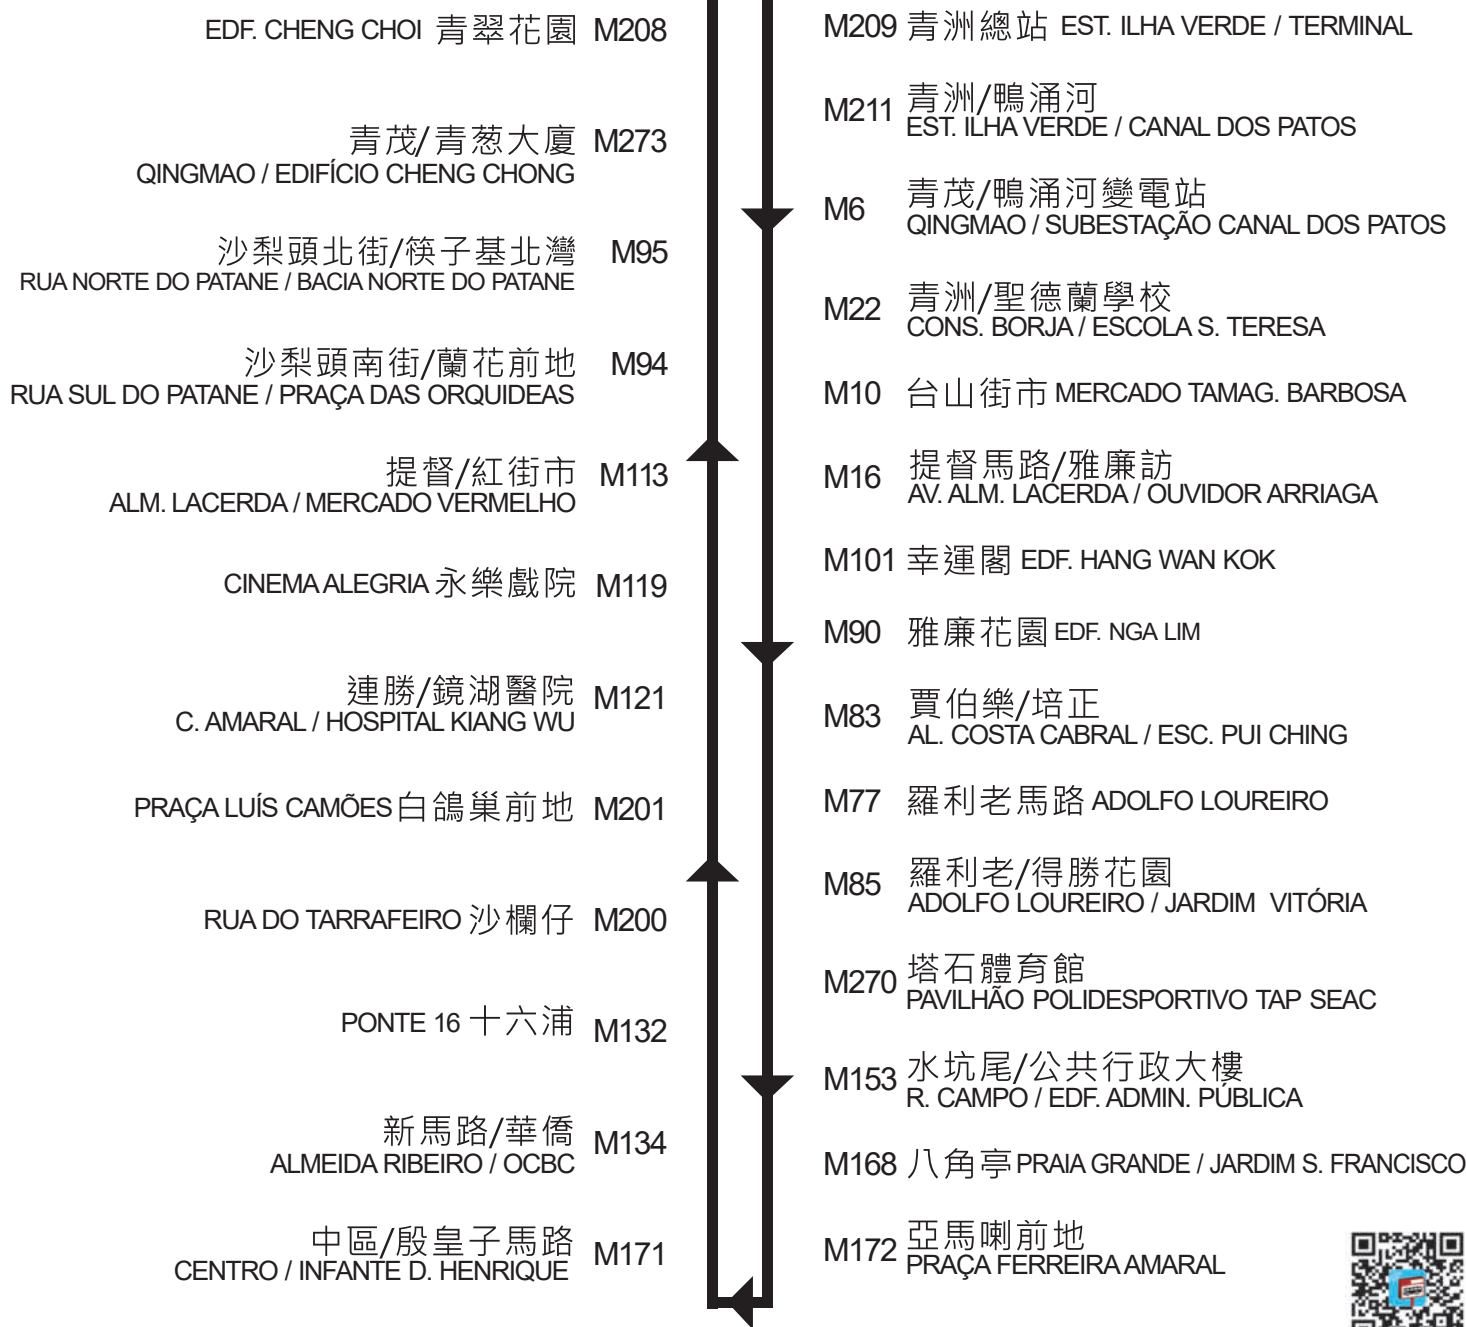 EDF. CHENG CHOI 青翠花園 M208
青茂/青葱大廈 M273
QINGMAO / EDIFÍCIO CHENG CHONG
沙梨頭北街/筷子基北灣 M95
RUA NORTE DO PATANE / BACIA NORTE DO PATANE
沙梨頭南街/蘭花前地 M94
RUA SUL DO PATANE / PRAÇA DAS ORQUIDEAS
提督/紅街市 M113
ALM. LACERDA / MERCADO VERMELHO
CINEMA ALEGRIA 永樂戲院 M119
連勝/鏡湖醫院 M121
C. AMARAL / HOSPITAL KIANG WU
PRAÇA LUÍS CAMÕES 白鴿巢前地 M201
RUA DO TARRAFEIRO 沙欄仔 M200
PONTE 16 十六浦 M132
新馬路/華僑 M134
ALMEIDA RIBEIRO / OCBC
中區/殷皇子馬路 M171
CENTRO / INFANTE D. HENRIQUE
M209 青洲總站 EST. ILHA VERDE / TERMINAL
M211 青洲/鴨涌河
EST. ILHA VERDE / CANAL DOS PATOS
M6 青茂/鴨涌河變電站
QINGMAO / SUBESTAÇÃO CANAL DOS PATOS
M22 青洲/聖德蘭學校
CONS. BORJA / ESCOLA S. TERESA
M10 台山街市 MERCADO TAMAG. BARBOSA
M16 提督馬路/雅廉訪
AV. ALM. LACERDA / OUVIDOR ARRIAGA
M101 幸運閣 EDF. HANG WAN KOK
M90 雅廉花園 EDF. NGA LIM
M83 賈伯樂/培正
AL. COSTA CABRAL / ESC. PUI CHING
M77 羅利老馬路 ADOLFO LOUREIRO
M85 羅利老/得勝花園
ADOLFO LOUREIRO / JARDIM VITÓRIA
M270 塔石體育館
PAVILHÃO POLIDESPORTIVO TAP SEAC
M153 水坑尾/公共行政大樓
R. CAMPO / EDF. ADMIN. PÚBLICA
M168 八角亭 PRAIA GRANDE / JARDIM S. FRANCISCO
M172 亞馬喇前地
PRAÇA FERREIRA AMARAL